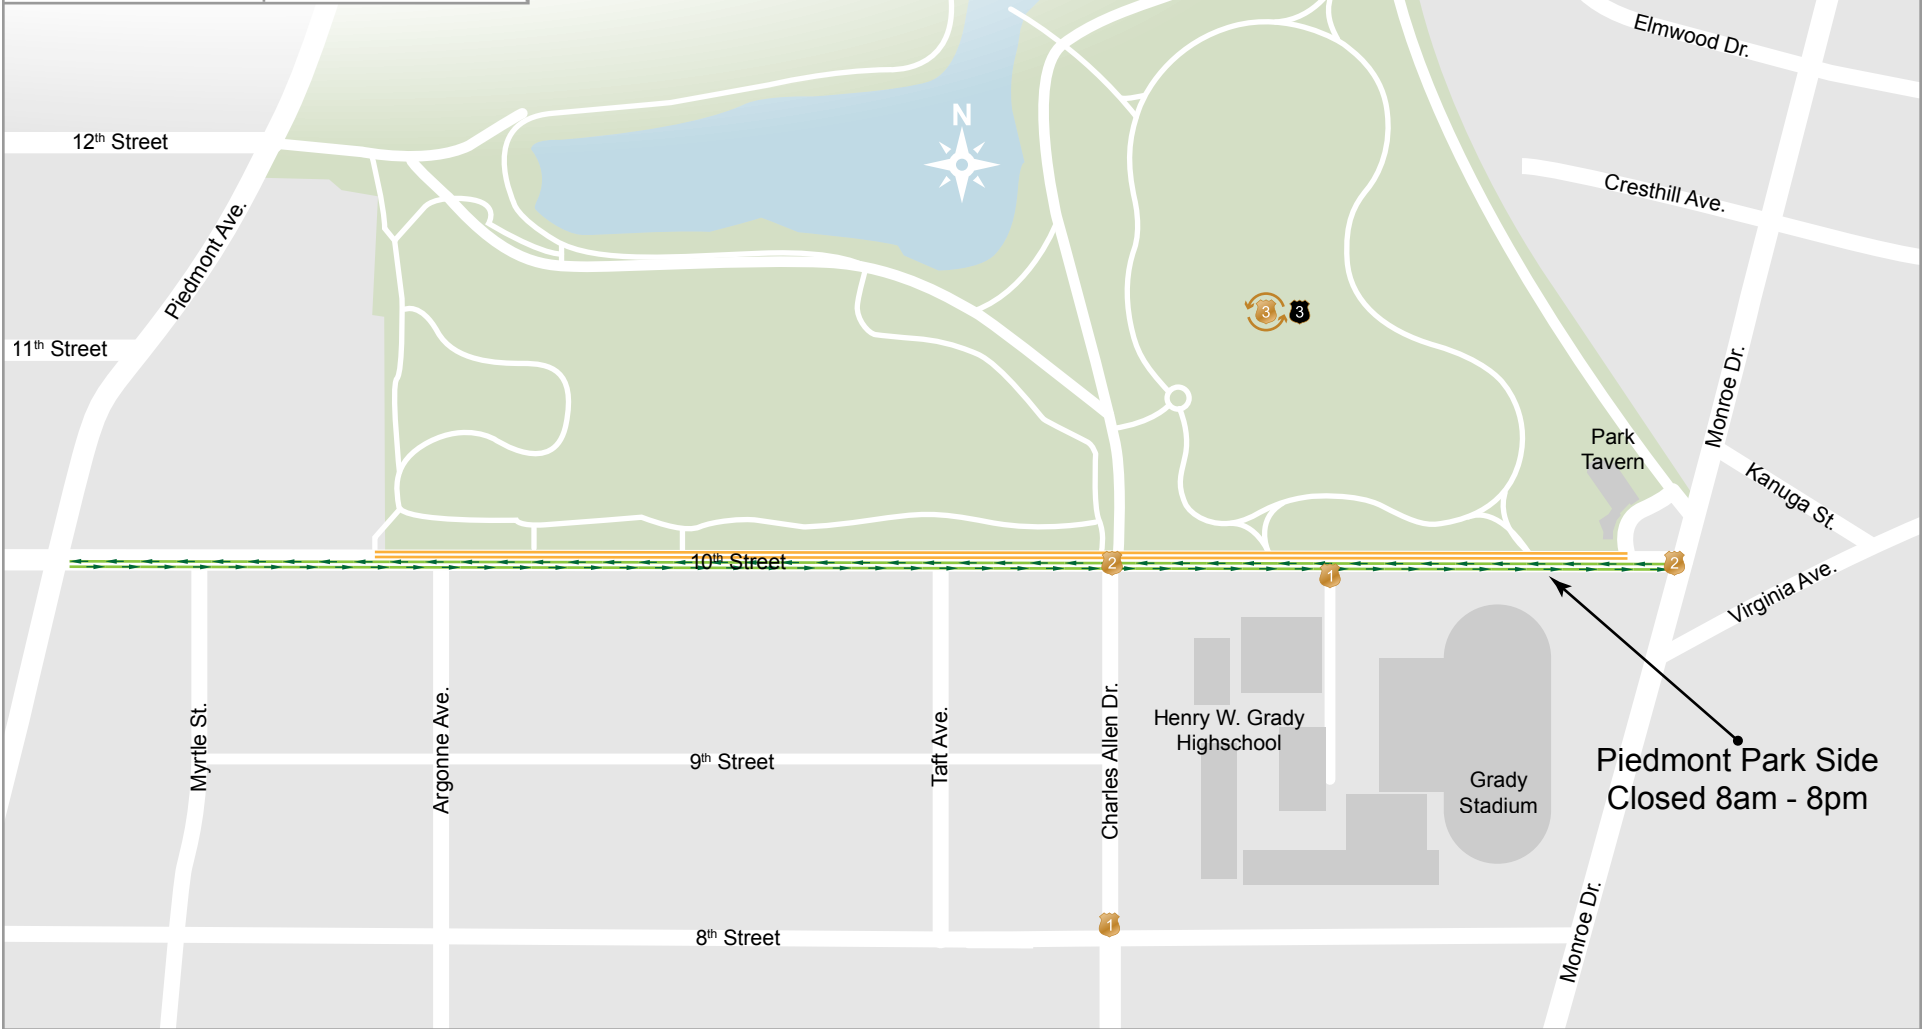 Elmwood Dr.
N
12th Street
Cresthill Ave.
Piedmont Ave.
3
3
11th Street
Monroe Dr.
Park
Tavern
Kanuga St.
10th Street
2
2
1
Virginia Ave.
Myrtle St.
Argonne Ave.
Taft Ave.
Charles Allen Dr.
Henry W. Grady
Highschool
9th Street
Piedmont Park Side
Closed 8am - 8pm
Grady
Stadium
1
8th Street
Monroe Dr.